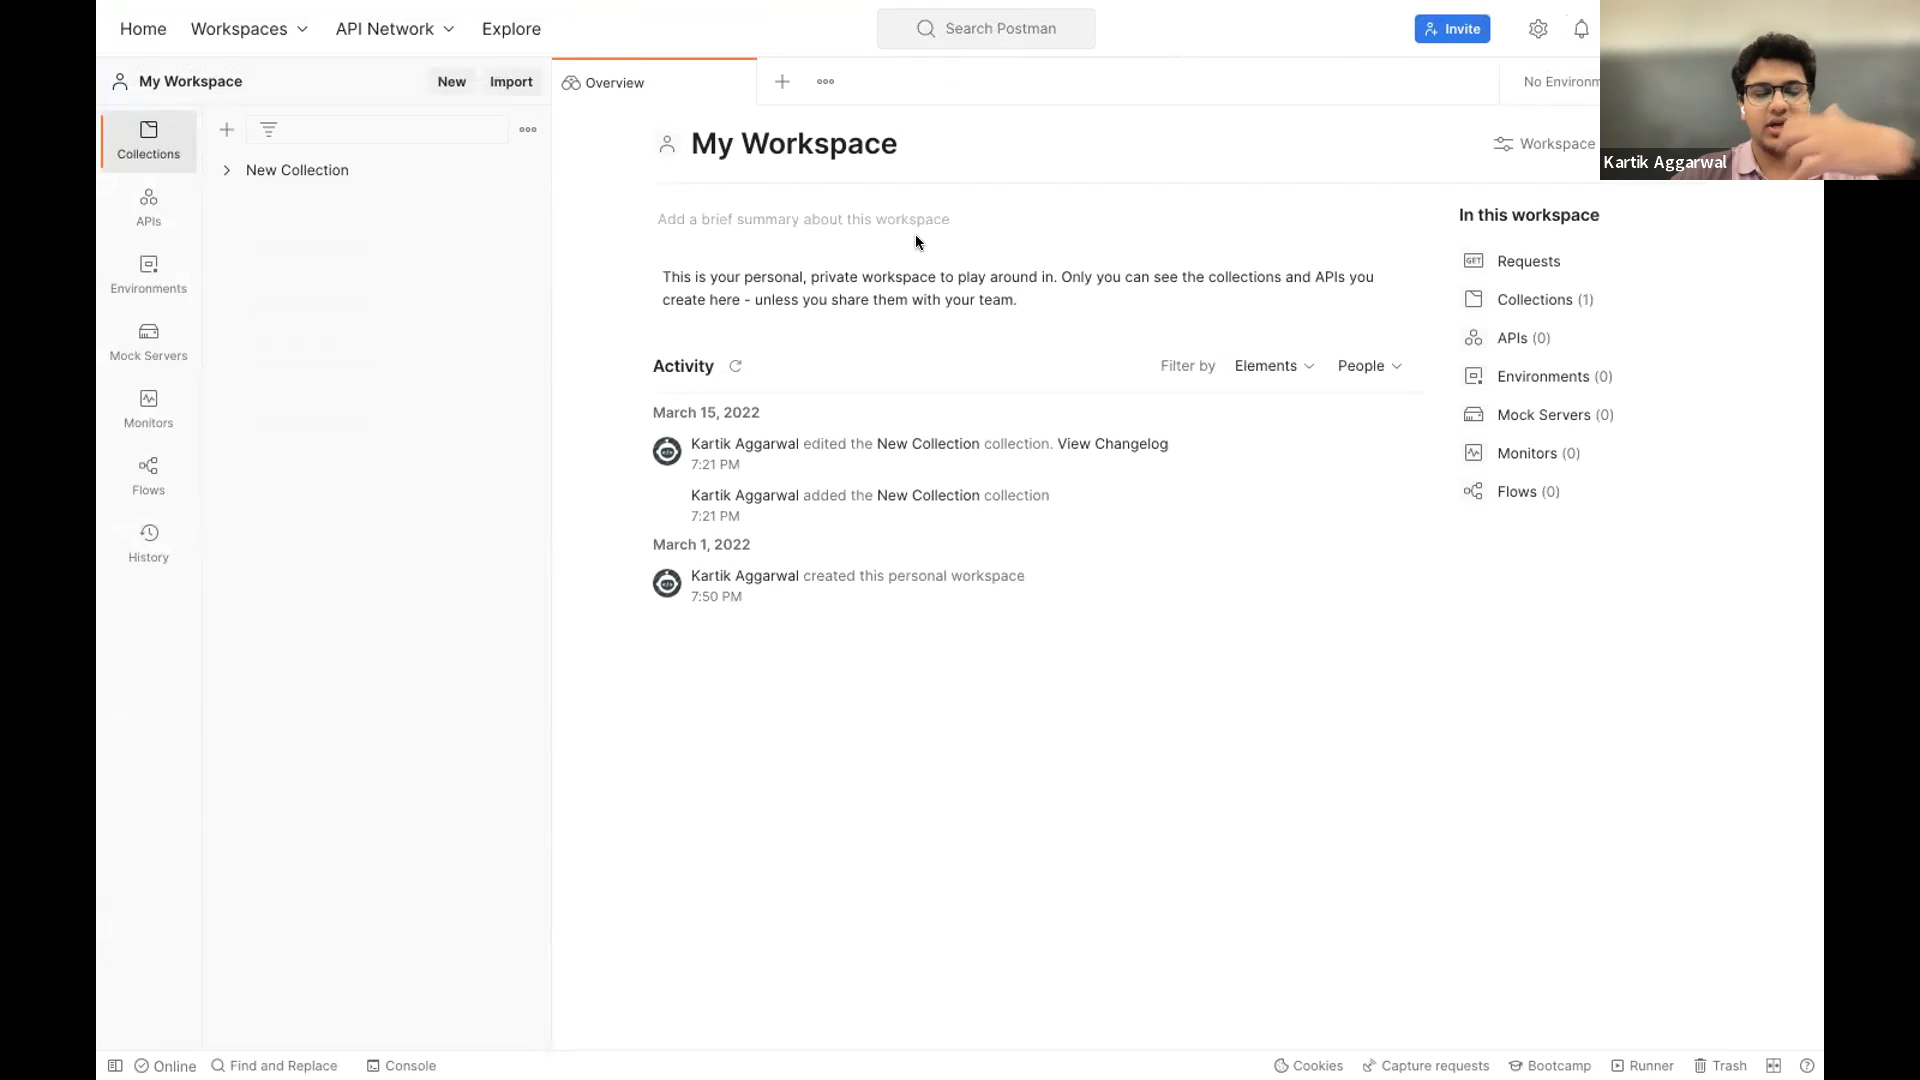 Home Workspaces API Network Explore Search Postman Invite
My Workspace New Import Overview No Environm
Collections
New Collection
APIs
Environments
Mock Servers
Monitors
Flows
History
My Workspace
Workspace
Kartik Aggarwal
Add a brief summary about this workspace
This is your personal, private workspace to play around in. Only you can see the collections and APIs you
create here - unless you share them with your team.
Activity Filter by Elements People
March 15, 2022
Kartik Aggarwal edited the New Collection collection. View Changelog
7:21 PM
Kartik Aggarwal added the New Collection collection
7:21 PM
March 1, 2022
Kartik Aggarwal created this personal workspace
7:50 PM
In this workspace
GET Requests
Collections (1)
APIs (0)
Environments (0)
Mock Servers (0)
Monitors (0)
Flows (0)
Online Find and Replace Console Cookies Capture requests Bootcamp Runner Trash